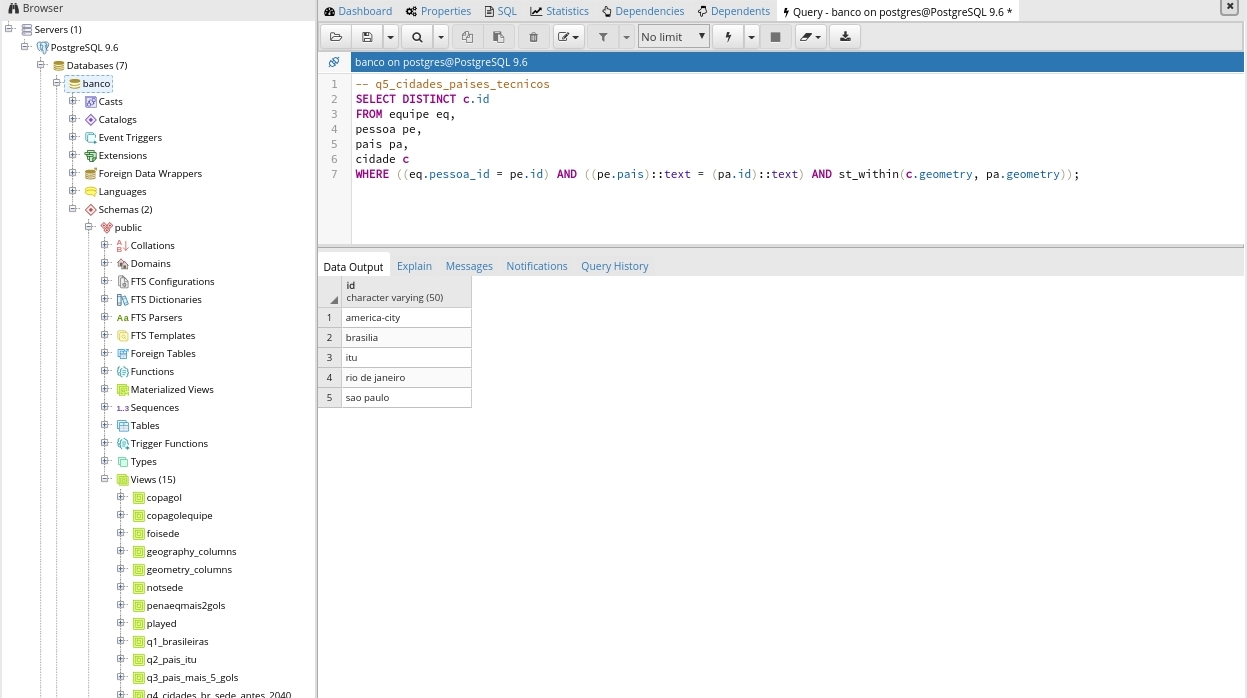 Browser
Servers (1)
PostgreSQL 9.6
Databases (7)
banco
Casts
Catalogs
Event Triggers
Extensions
Foreign Data Wrappers
Languages
Schemas (2)
public
Collations
Domains
FTS Configurations
FTS Dictionaries
FTS Parsers
FTS Templates
Foreign Tables
Functions
Materialized Views
Sequences
Tables
Trigger Functions
Types
Views (15)
copagol
copagolequipe
foisede
geography_columns
geometry_columns
notsede
penaeqmais2gols
played
q1_brasileiras
q2_pais_itu
q3_pais_mais_5_gols
q4_cidades_br_sede_antes_2040
Dashboard Properties SQL Statistics Dependencies Dependents Query - banco on postgres@PostgreSQL 9.6 *
No limit
banco on postgres@PostgreSQL 9.6
1 -- q5_cidades_paises_tecnicos
2 SELECT DISTINCT c.id
3 FROM equipe eq,
4 pessoa pe,
5 pais pa,
6 cidade c
7 WHERE ((eq.pessoa_id = pe.id) AND ((pe.pais)::text = (pa.id)::text) AND st_within(c.geometry, pa.geometry));
Data Output Explain Messages Notifications Query History
id
character varying (50)
1 america-city
2 brasilia
3 itu
4 rio de janeiro
5 sao paulo